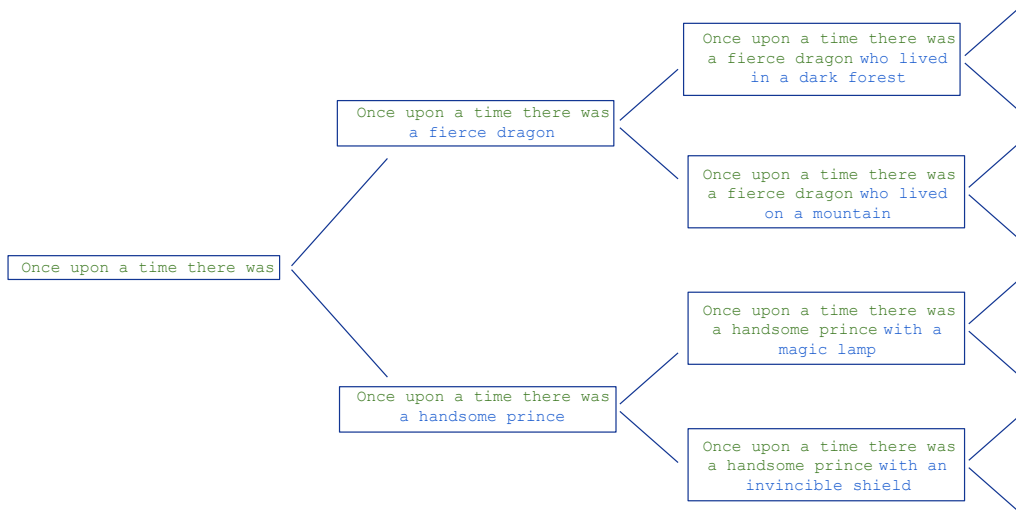 Once upon a time there was
Once upon a time there was
a fierce dragon
Once upon a time there was
a handsome prince
Once upon a time there was
a fierce dragon who lived
in a dark forest
Once upon a time there was
a fierce dragon who lived
on a mountain
Once upon a time there was
a handsome prince with a
magic lamp
Once upon a time there was
a handsome prince with an
invincible shield